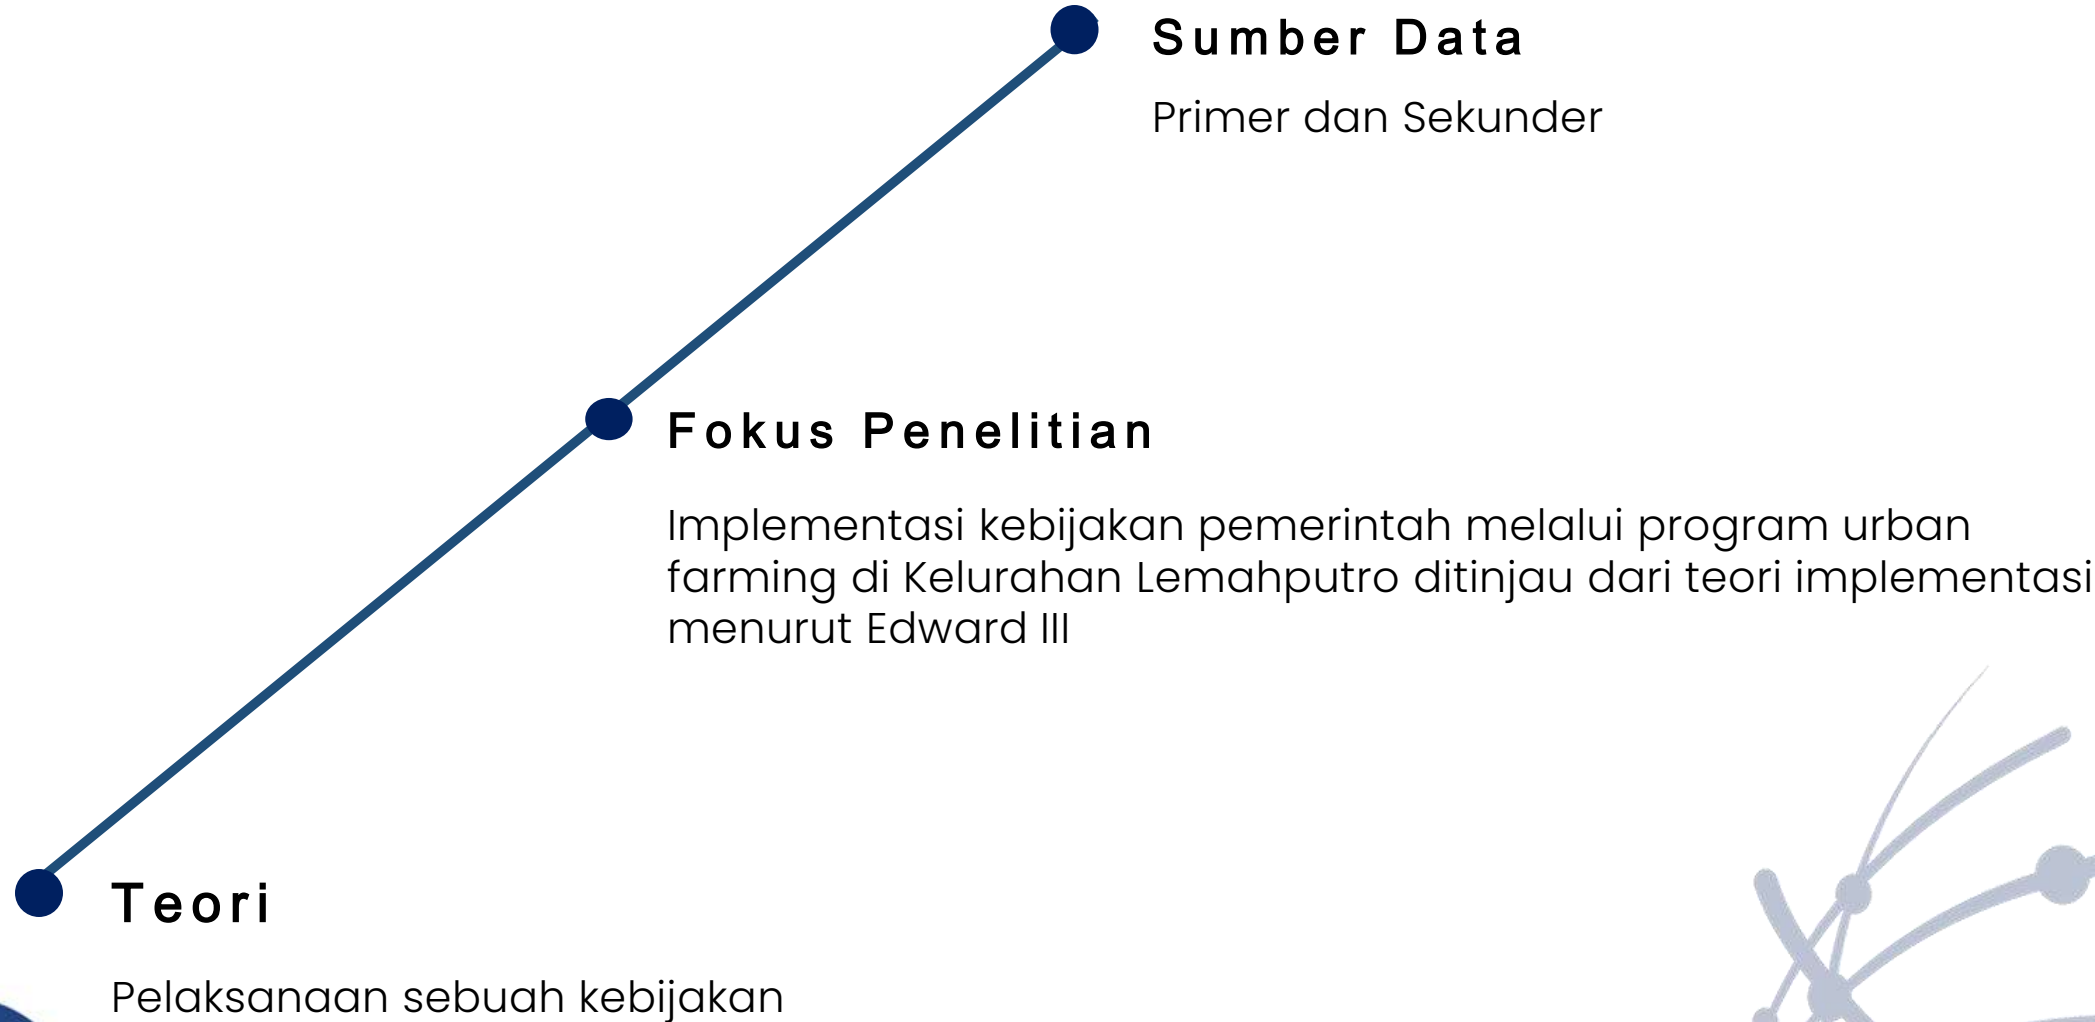 Sumber Data
Primer dan Sekunder
Fokus Penelitian
Implementasi kebijakan pemerintah melalui program urban
farming di Kelurahan Lemahputro ditinjau dari teori implementasi
menurut Edward III
Teori
Pelaksanaan sebuah kebijakan